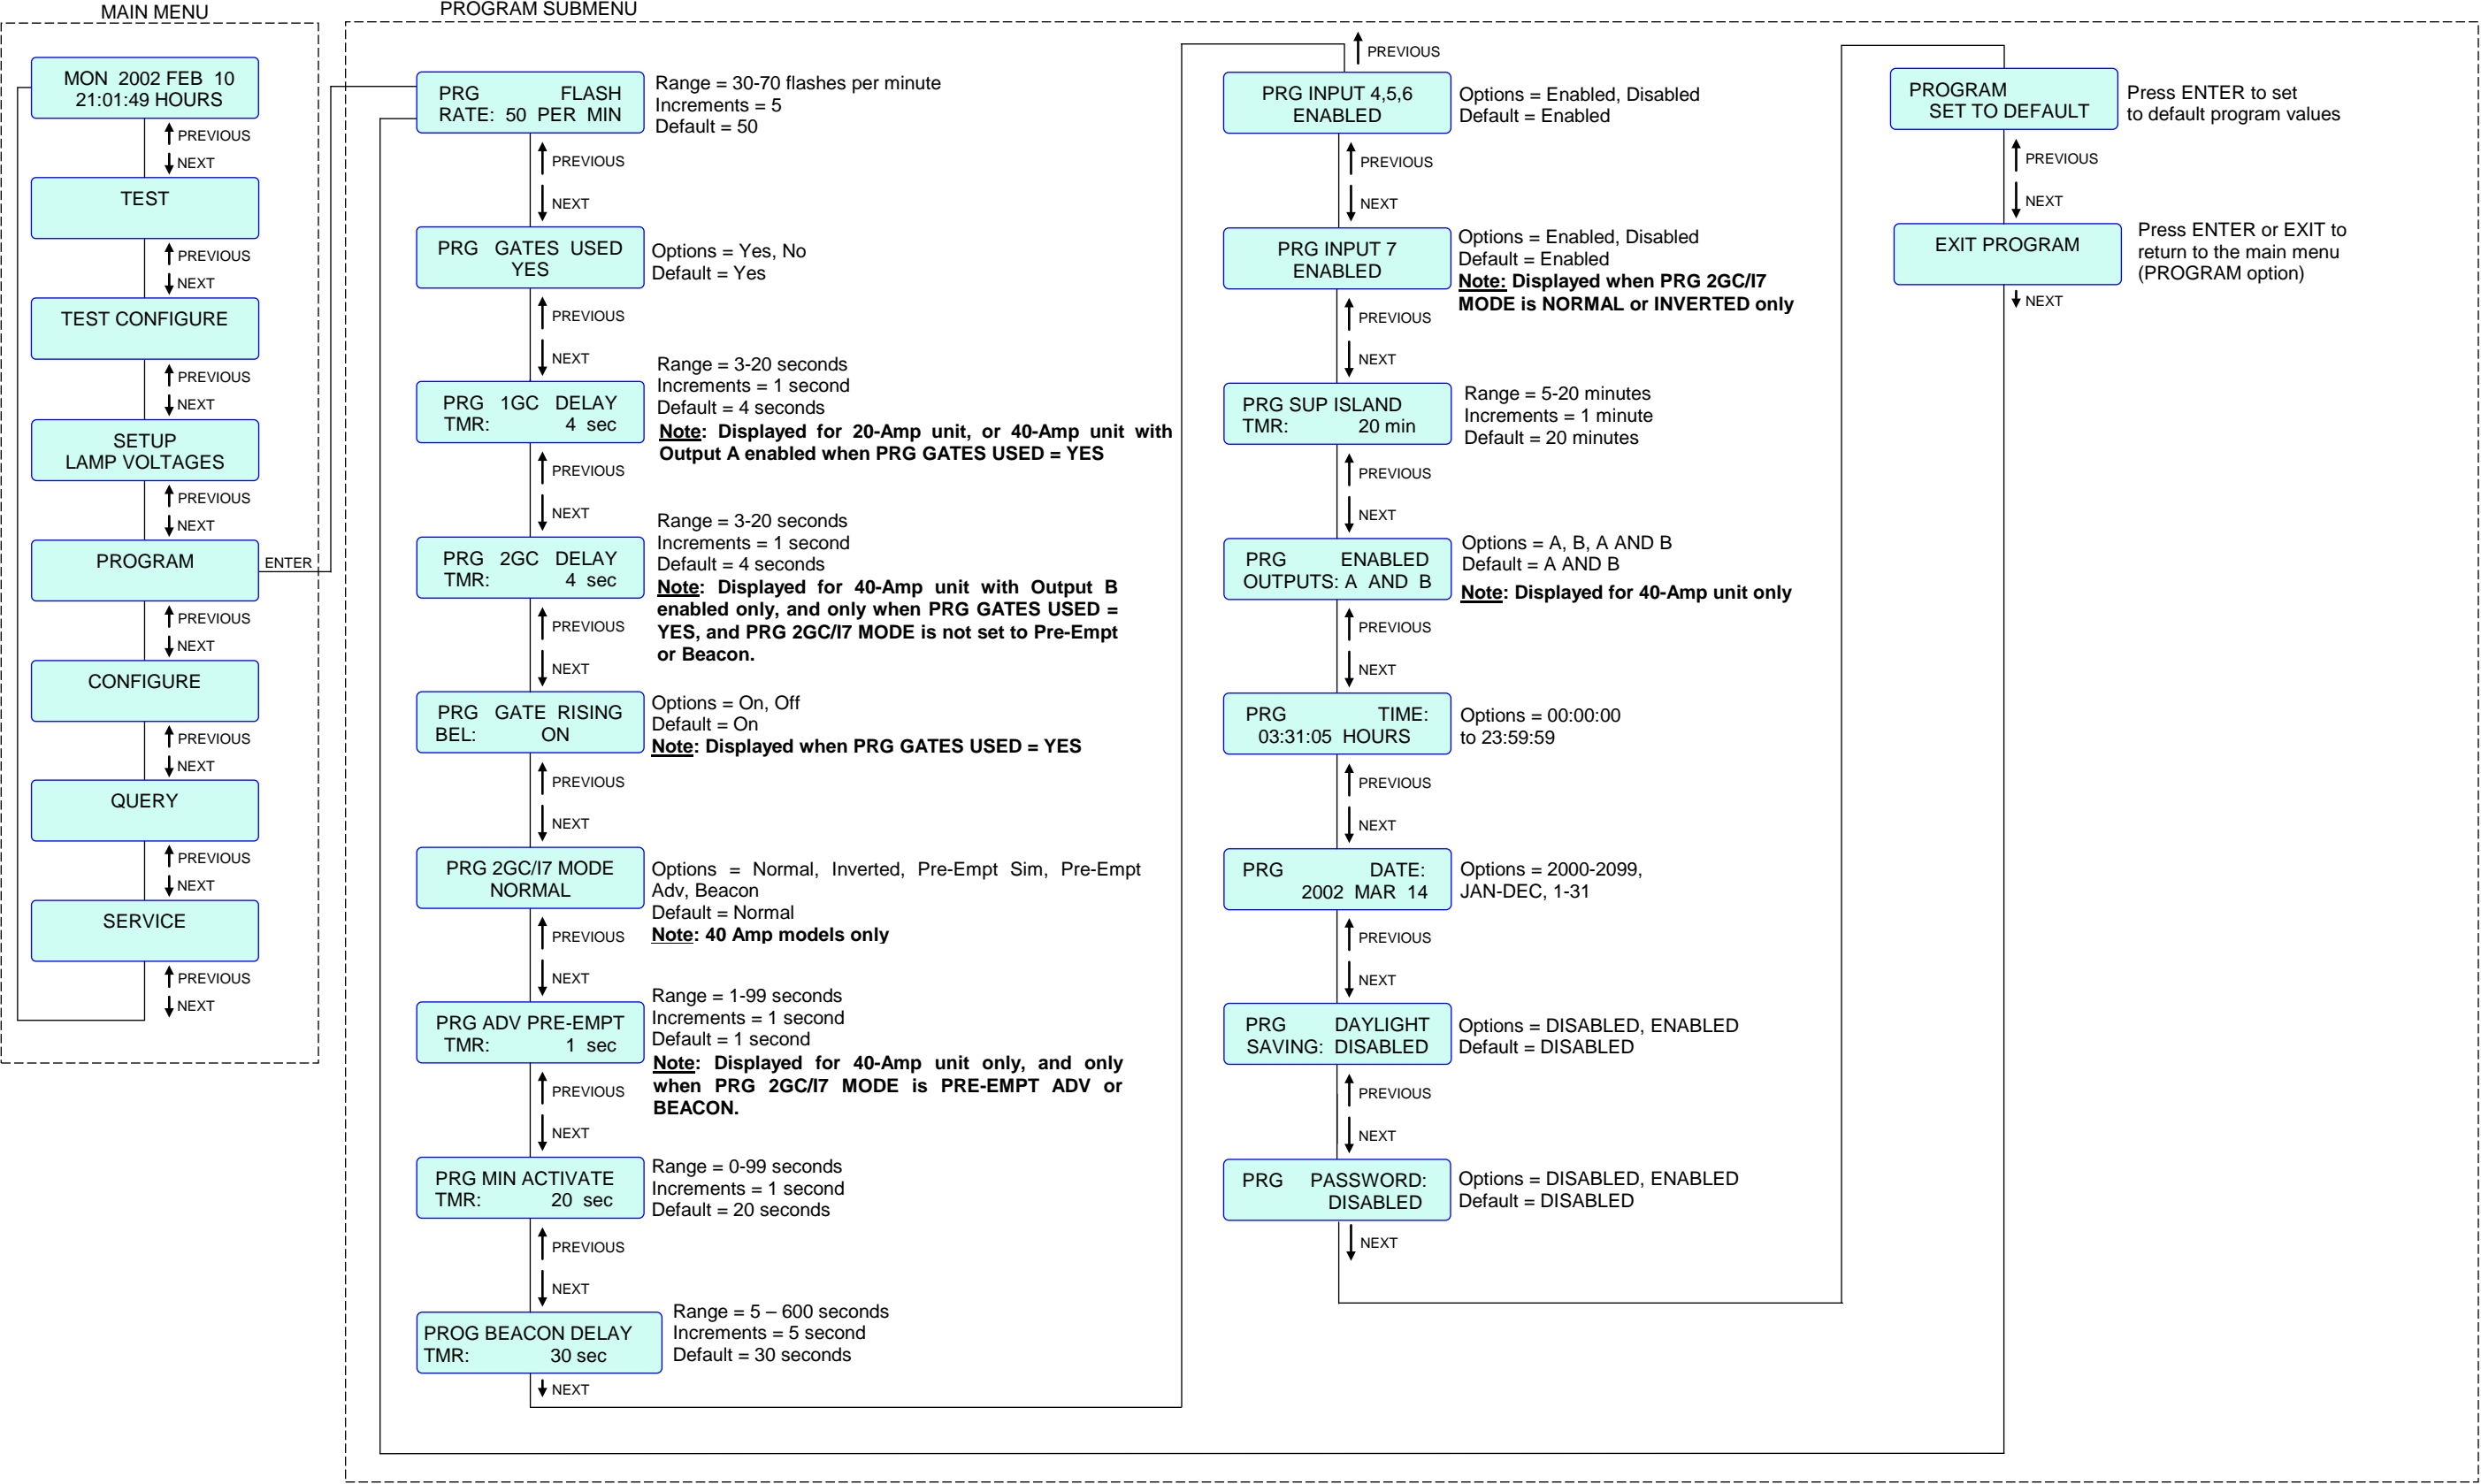 MAIN MENU
MON 2002 FEB 10
21:01:49 HOURS
PREVIOUS
NEXT
TEST
PREVIOUS
NEXT
TEST CONFIGURE
PREVIOUS
NEXT
SETUP
LAMP VOLTAGES
PREVIOUS
NEXT
PROGRAM
ENTER
PREVIOUS
NEXT
CONFIGURE
PREVIOUS
NEXT
QUERY
PREVIOUS
NEXT
SERVICE
PREVIOUS
NEXT
PROGRAM SUBMENU
PRG FLASH
RATE: 50 PER MIN
Range = 30-70 flashes per minute
Increments = 5
Default = 50
PREVIOUS
NEXT
PRG GATES USED
YES
Options = Yes, No
Default = Yes
PREVIOUS
NEXT
PRG 1GC DELAY
TMR: 4 sec
Range = 3-20 seconds
Increments = 1 second
Default = 4 seconds
Note: Displayed for 20-Amp unit, or 40-Amp unit with
Output A enabled when PRG GATES USED = YES
PREVIOUS
NEXT
PRG 2GC DELAY
TMR: 4 sec
Range = 3-20 seconds
Increments = 1 second
Default = 4 seconds
Note: Displayed for 40-Amp unit with Output B
enabled only, and only when PRG GATES USED =
YES, and PRG 2GC/I7 MODE is not set to Pre-Empt
or Beacon.
PREVIOUS
NEXT
PRG GATE RISING
BEL: ON
Options = On, Off
Default = On
Note: Displayed when PRG GATES USED = YES
PREVIOUS
NEXT
PRG 2GC/I7 MODE
NORMAL
Options = Normal, Inverted, Pre-Empt Sim, Pre-Empt
Adv, Beacon
Default = Normal
Note: 40 Amp models only
PREVIOUS
NEXT
PRG ADV PRE-EMPT
TMR: 1 sec
Range = 1-99 seconds
Increments = 1 second
Default = 1 second
Note: Displayed for 40-Amp unit only, and only
when PRG 2GC/I7 MODE is PRE-EMPT ADV or
BEACON.
PREVIOUS
NEXT
PRG MIN ACTIVATE
TMR: 20 sec
Range = 0-99 seconds
Increments = 1 second
Default = 20 seconds
PREVIOUS
NEXT
PROG BEACON DELAY
TMR: 30 sec
Range = 5 – 600 seconds
Increments = 5 second
Default = 30 seconds
NEXT
PREVIOUS
PRG INPUT 4,5,6
ENABLED
Options = Enabled, Disabled
Default = Enabled
PREVIOUS
NEXT
PRG INPUT 7
ENABLED
Options = Enabled, Disabled
Default = Enabled
Note: Displayed when PRG 2GC/I7
MODE is NORMAL or INVERTED only
PREVIOUS
NEXT
PRG SUP ISLAND
TMR: 20 min
Range = 5-20 minutes
Increments = 1 minute
Default = 20 minutes
PREVIOUS
NEXT
PRG ENABLED
OUTPUTS: A AND B
Options = A, B, A AND B
Default = A AND B
Note: Displayed for 40-Amp unit only
PREVIOUS
NEXT
PRG TIME:
03:31:05 HOURS
Options = 00:00:00
to 23:59:59
PREVIOUS
NEXT
PRG DATE:
2002 MAR 14
Options = 2000-2099,
JAN-DEC, 1-31
PREVIOUS
NEXT
PRG DAYLIGHT
SAVING: DISABLED
Options = DISABLED, ENABLED
Default = DISABLED
PREVIOUS
NEXT
PRG PASSWORD:
DISABLED
Options = DISABLED, ENABLED
Default = DISABLED
NEXT
PROGRAM
SET TO DEFAULT
Press ENTER to set
to default program values
PREVIOUS
NEXT
EXIT PROGRAM
Press ENTER or EXIT to
return to the main menu
(PROGRAM option)
NEXT